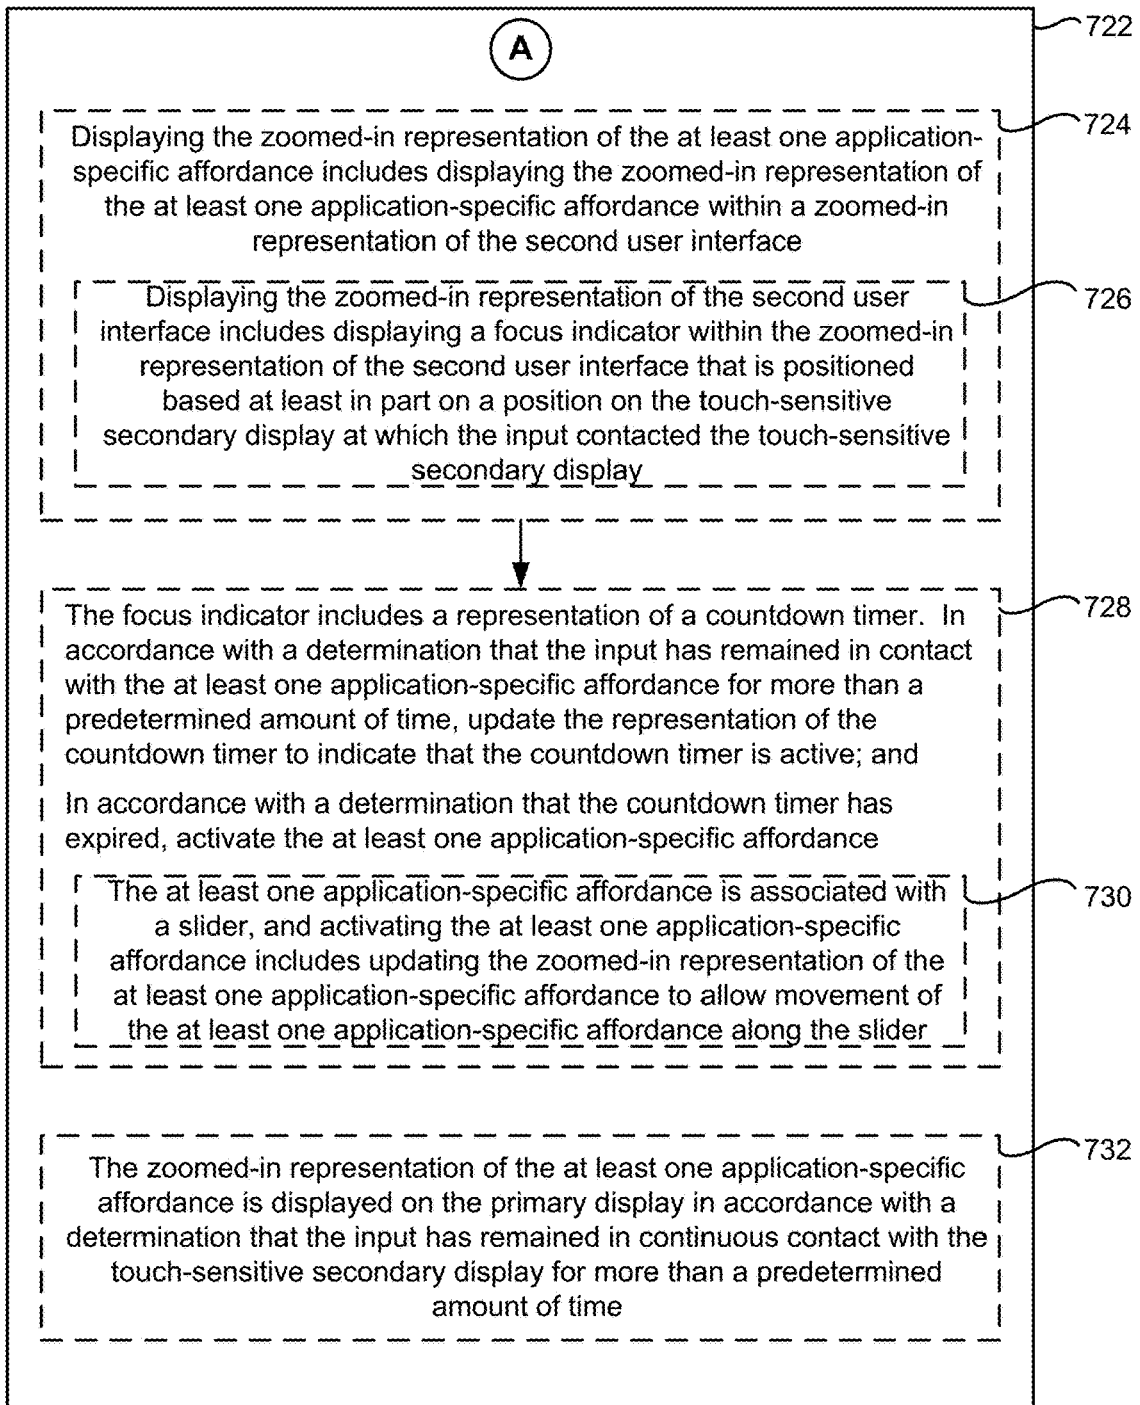 722
A
724
Displaying the zoomed-in representation of the at least one application-
specific affordance includes displaying the zoomed-in representation of
the at least one application-specific affordance within a zoomed-in
representation of the second user interface
726
Displaying the zoomed-in representation of the second user
interface includes displaying a focus indicator within the zoomed-in
representation of the second user interface that is positioned
based at least in part on a position on the touch-sensitive
secondary display at which the input contacted the touch-sensitive
secondary display
728
The focus indicator includes a representation of a countdown timer. In
accordance with a determination that the input has remained in contact
with the at least one application-specific affordance for more than a
predetermined amount of time, update the representation of the
countdown timer to indicate that the countdown timer is active; and
In accordance with a determination that the countdown timer has
expired, activate the at least one application-specific affordance
730
The at least one application-specific affordance is associated with
a slider, and activating the at least one application-specific
affordance includes updating the zoomed-in representation of the
at least one application-specific affordance to allow movement of
the at least one application-specific affordance along the slider
732
The zoomed-in representation of the at least one application-specific
affordance is displayed on the primary display in accordance with a
determination that the input has remained in continuous contact with the
touch-sensitive secondary display for more than a predetermined
amount of time